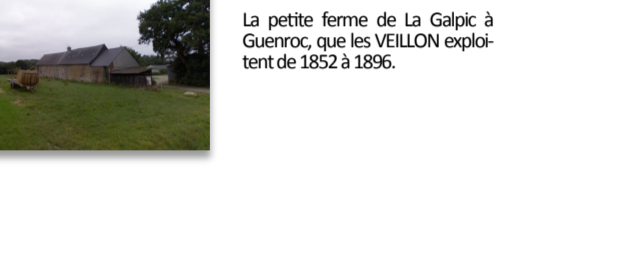 La petite ferme de La Galpic à
Guenroc, que les VEILLON exploi-
tent de 1852 à 1896.